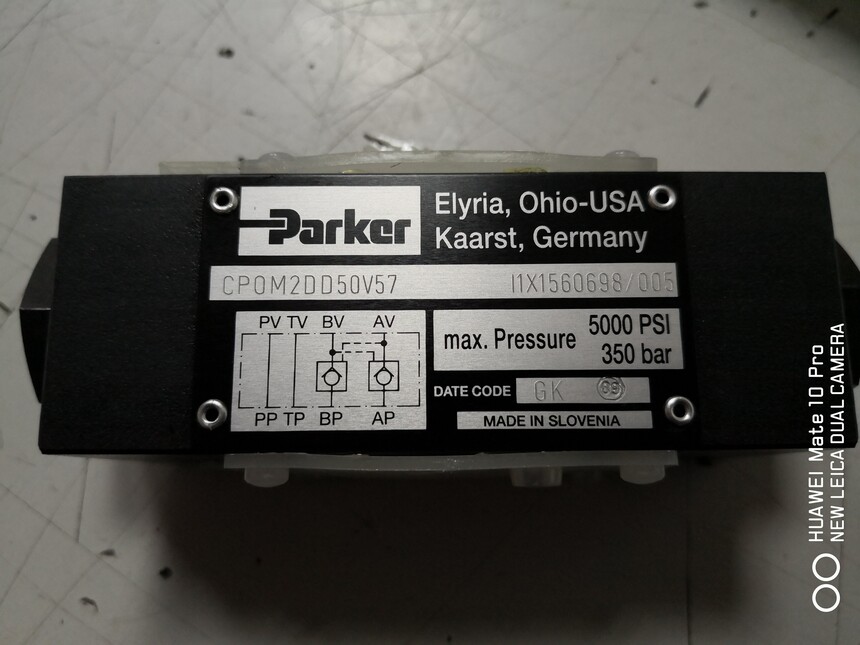 Parker
Elyria, Ohio-USA
Kaarst, Germany
CPOM2DD50V57 I1X1560698/005
PV TV BV AV
PP TP BP AP
max. Pressure 5000 PSI
350 bar
DATE CODE GK 69
MADE IN SLOVENIA
HUAWEI Mate 10 Pro
NEW LEICA DUAL CAMERA